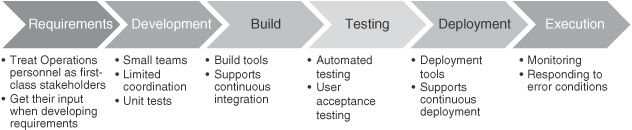 Requirements
Development
Build
Testing
Deployment
Execution
• Treat Operations
personnel as first-
class stakeholders
• Get their input
when developing
requirements
• Small teams
• Limited
coordination
• Unit tests
• Build tools
• Supports
continuous
integration
• Automated
testing
• User
acceptance
testing
• Deployment
tools
• Supports
continuous
deployment
• Monitoring
• Responding to
error conditions